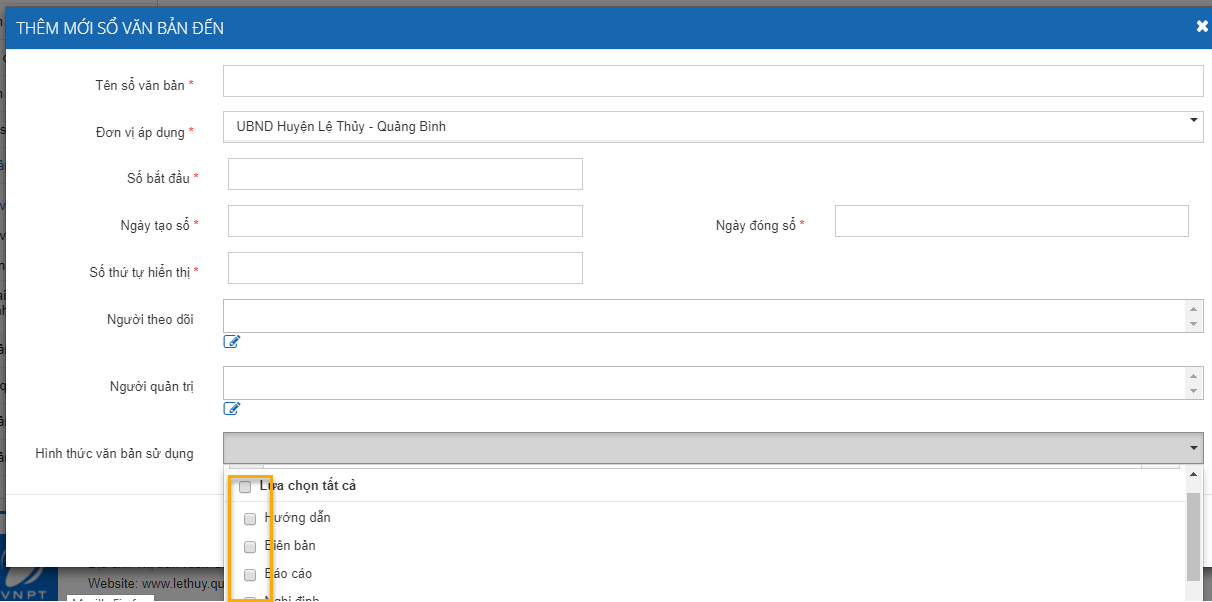 THÊM MỚI SỔ VĂN BẢN ĐẾN
Tên sổ văn bản *
Đơn vị áp dụng *
UBND Huyện Lệ Thủy - Quảng Bình
Số bắt đầu *
Ngày tạo sổ *
Ngày đóng sổ *
Số thứ tự hiển thị *
Người theo dõi
Người quản trị
Hình thức văn bản sử dụng
Lựa chọn tất cả
Hướng dẫn
Biên bản
Báo cáo
Nghị định
Website: www.lethuy.qu
VNPT